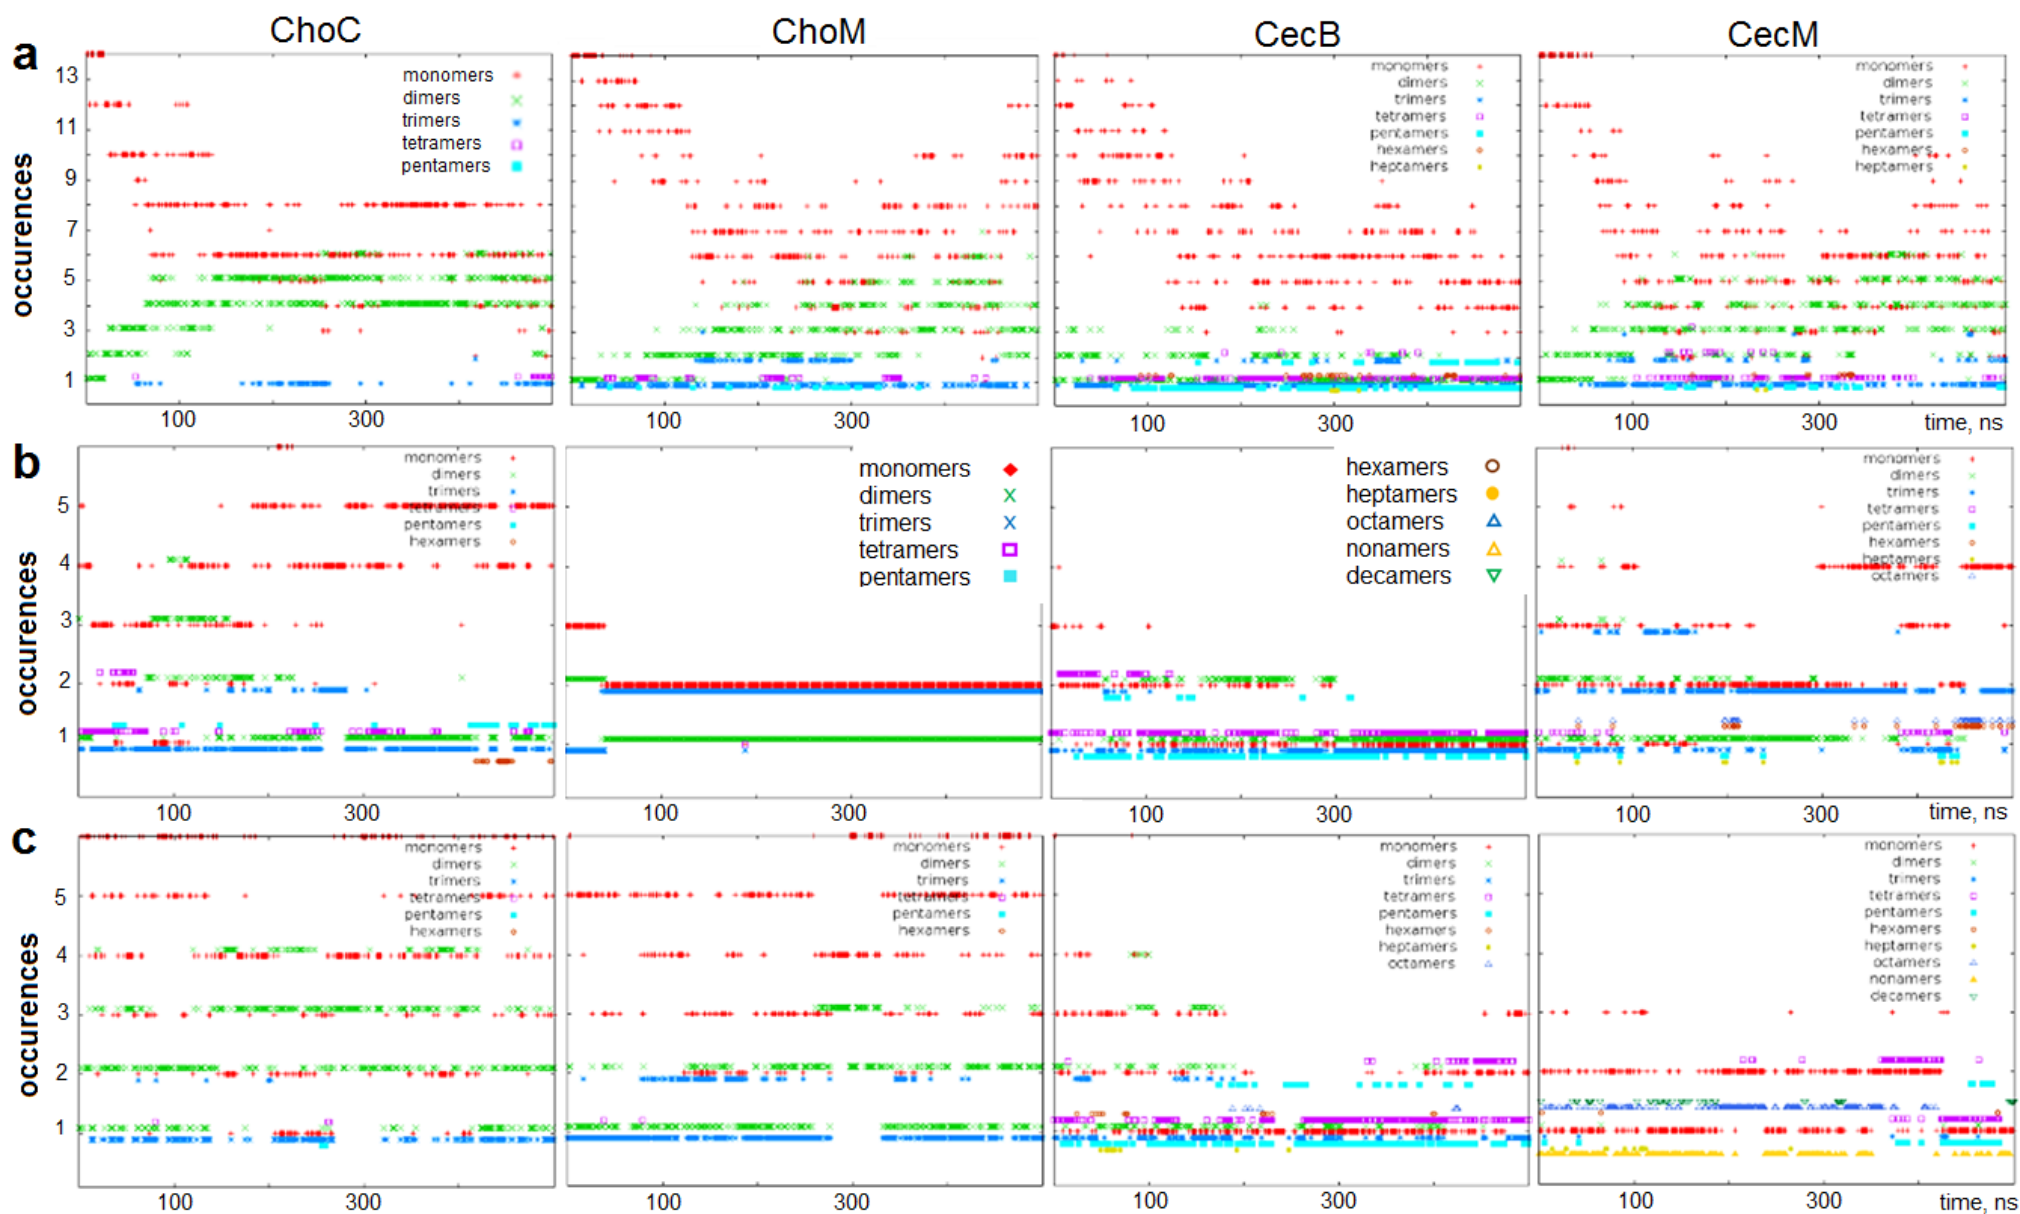 ChoC ChoM CecB CecM
a
occurences
13
11
9
7
5
3
1
monomers
dimers
trimers
tetramers
pentamers
100 300
100 300
monomers
dimers
trimers
tetramers
pentamers
hexamers
heptamers
100 300
monomers
dimers
trimers
tetramers
pentamers
hexamers
heptamers
100 300 time, ns
b
occurences
5
4
3
2
1
monomers
dimers
trimers
tetramers
pentamers
hexamers
100 300
monomers
dimers
trimers
tetramers
pentamers
100 300
hexamers
heptamers
octamers
nonamers
decamers
100 300
monomers
dimers
trimers
tetramers
pentamers
hexamers
heptamers
octamers
100 300 time, ns
c
occurences
5
4
3
2
1
monomers
dimers
trimers
tetramers
pentamers
hexamers
100 300
monomers
dimers
trimers
tetramers
pentamers
hexamers
100 300
monomers
dimers
trimers
tetramers
pentamers
hexamers
heptamers
octamers
100 300
monomers
dimers
trimers
tetramers
pentamers
hexamers
heptamers
octamers
nonamers
decamers
100 300 time, ns